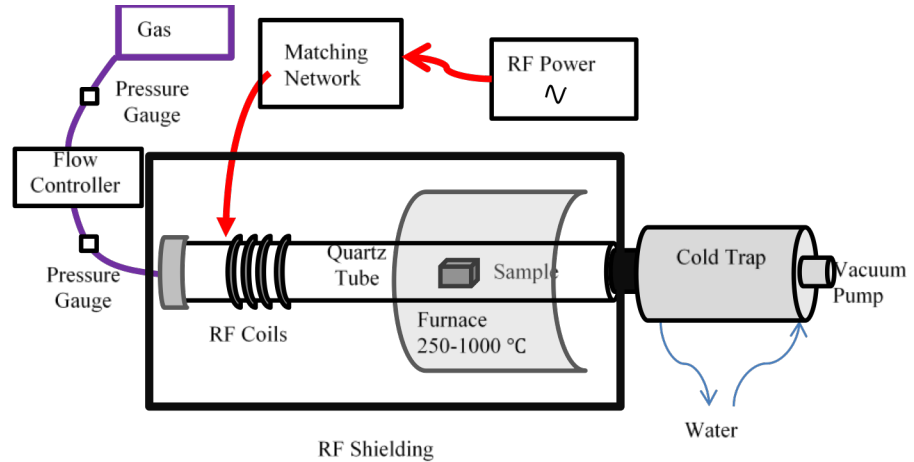 Gas
Matching
Network
RF Power
Pressure
Gauge
Flow
Controller
Pressure
Gauge
Quartz
Tube
Sample
RF Coils
Furnace
250-1000 ℃
Cold Trap
Vacuum
Pump
Water
RF Shielding